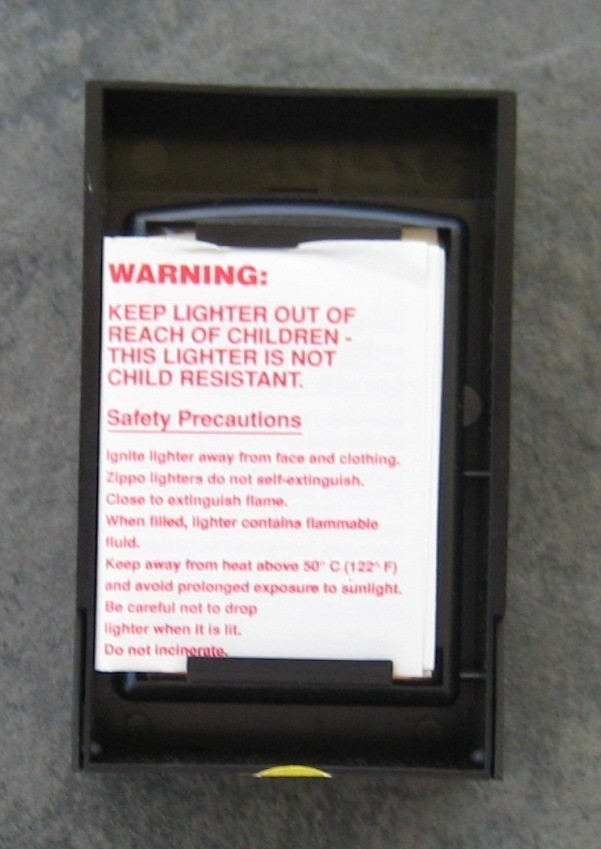 WARNING:
KEEP LIGHTER OUT OF
REACH OF CHILDREN -
THIS LIGHTER IS NOT
CHILD RESISTANT.
Safety Precautions
Ignite lighter away from face and clothing.
Zippo lighters do not self-extinguish.
Close to extinguish flame.
When filled, lighter contains flammable
fluid.
Keep away from heat above 50° C (122° F)
and avoid prolonged exposure to sunlight.
Be careful not to drop
lighter when it is lit.
Do not incinerate.